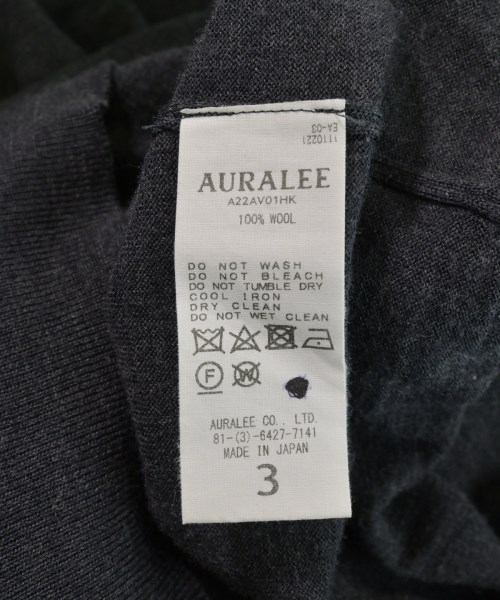 1110221
EA-03
AURALEE
A22AV01HK
100% WOOL
DO NOT WASH
DO NOT BLEACH
DO NOT TUMBLE DRY
COOL IRON
DRY CLEAN
DO NOT WET CLEAN
F
W
AURALEE CO., LTD.
81-(3)-6427-7141
MADE IN JAPAN
3